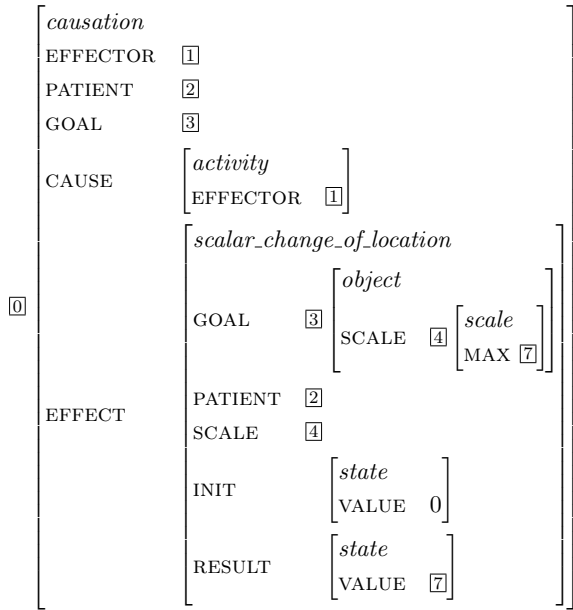 causation
EFFECTOR 1
PATIENT 2
GOAL 3
activity
CAUSE
EFFECTOR 1
scalar_change_of_location
object
0
GOAL 3
scale
SCALE 4
MAX 7
PATIENT 2
EFFECT
SCALE 4
state
INIT
VALUE 0
state
RESULT
VALUE 7